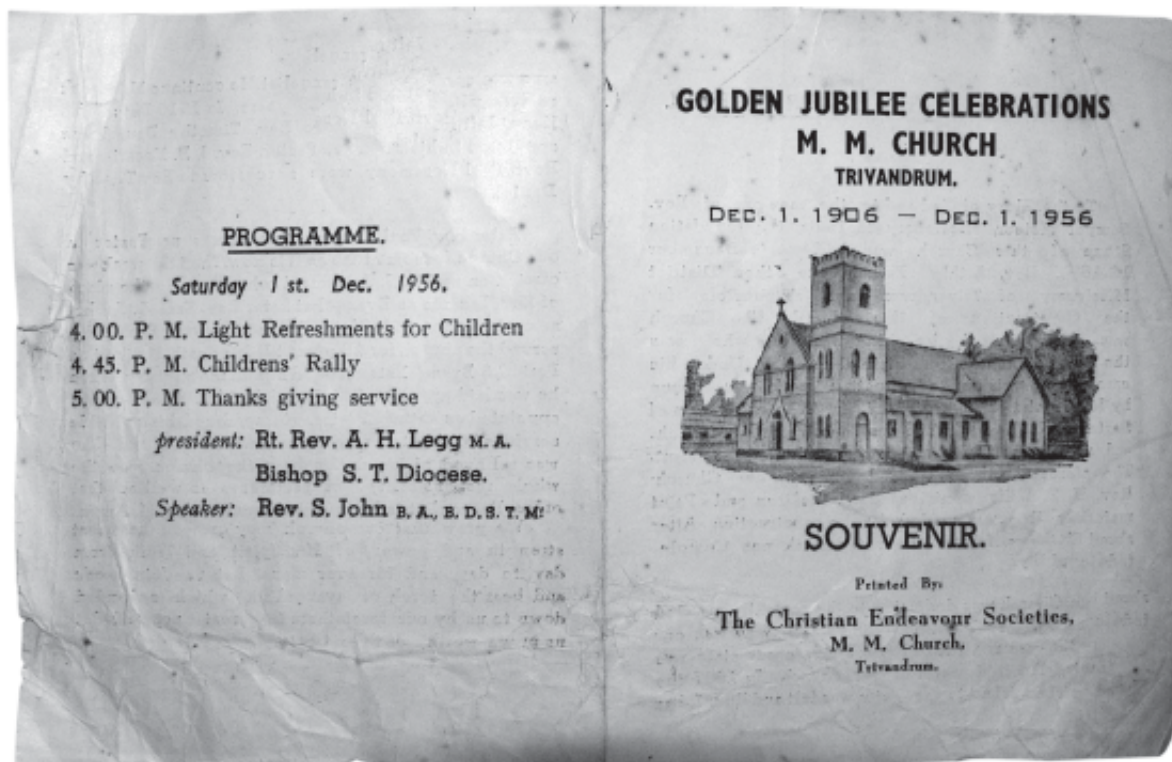 PROGRAMME.
Saturday 1 st. Dec. 1956.
4. 00. P. M. Light Refreshments for Children
4. 45. P. M. Childrens' Rally
5. 00. P. M. Thanks giving service
president: Rt. Rev. A. H. Legg M. A.
Bishop S. T. Diocese.
Speaker: Rev. S. John B. A., B. D. S. T. M.
GOLDEN JUBILEE CELEBRATIONS
M. M. CHURCH
TRIVANDRUM.
DEC. 1. 1906 — DEC. 1. 1956
SOUVENIR.
Printed By:
The Christian Endeavour Societies,
M. M. Church,
Trivandrum.